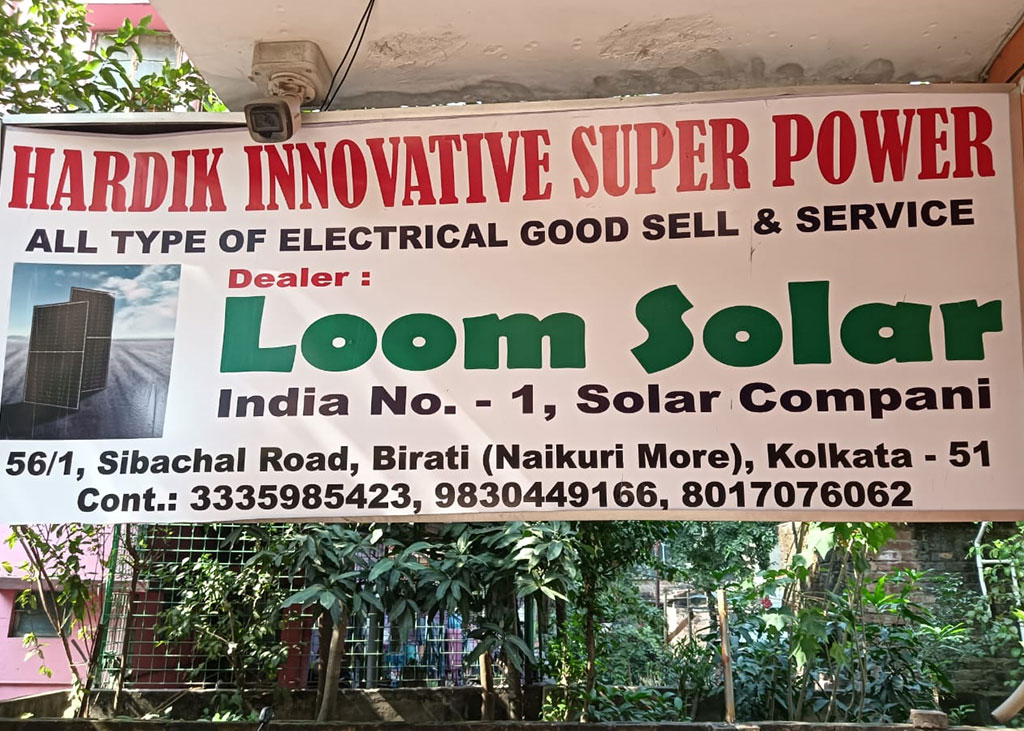 HARDIK INNOVATIVE SUPER POWER
ALL TYPE OF ELECTRICAL GOOD SELL & SERVICE
Dealer :
Loom Solar
India No. - 1, Solar Compani
56/1, Sibachal Road, Birati (Naikuri More), Kolkata - 51
Cont.: 3335985423, 9830449166, 8017076062